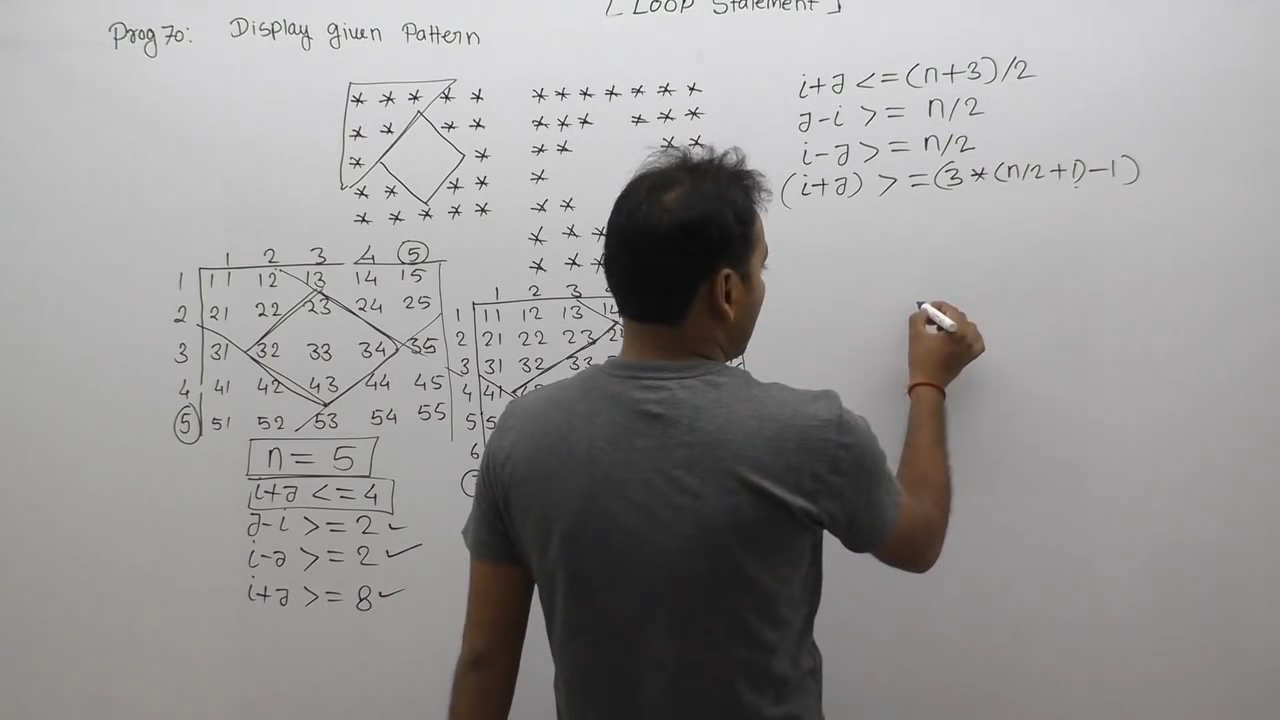 [ Loop Statement ]
Prog 70: Display given Pattern
* * * * *
* * * *
* *
* * * *
* * * * *
* * * * * * *
* * * * * *
* * * *
*
* *
* * *
* * *
i+j <= (n+3)/2
j-i >= n/2
i-j >= n/2
(i+j) >= (3*(n/2+1)-1)
1 2 3 4 5
1 11 12 13 14 15
2 21 22 23 24 25
3 31 32 33 34 35
4 41 42 43 44 45
5 51 52 53 54 55
n = 5
i+j <= 4
j-i >= 2 ✓
i-j >= 2 ✓
i+j >= 8 ✓
1 2 3
1 11 12 13
2 21 22 23
3 31 32 33
4 41
5
6